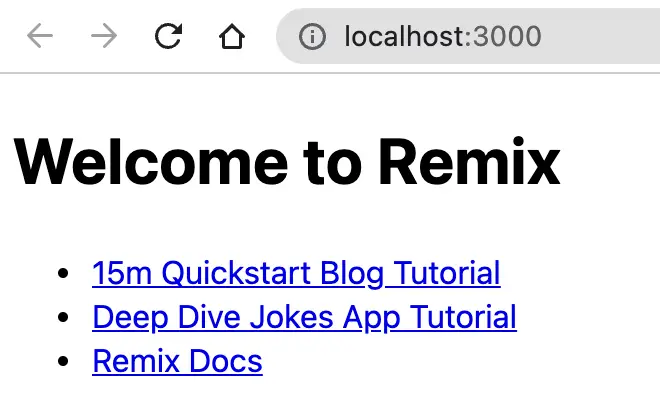 localhost:3000
Welcome to Remix
15m Quickstart Blog Tutorial
Deep Dive Jokes App Tutorial
Remix Docs